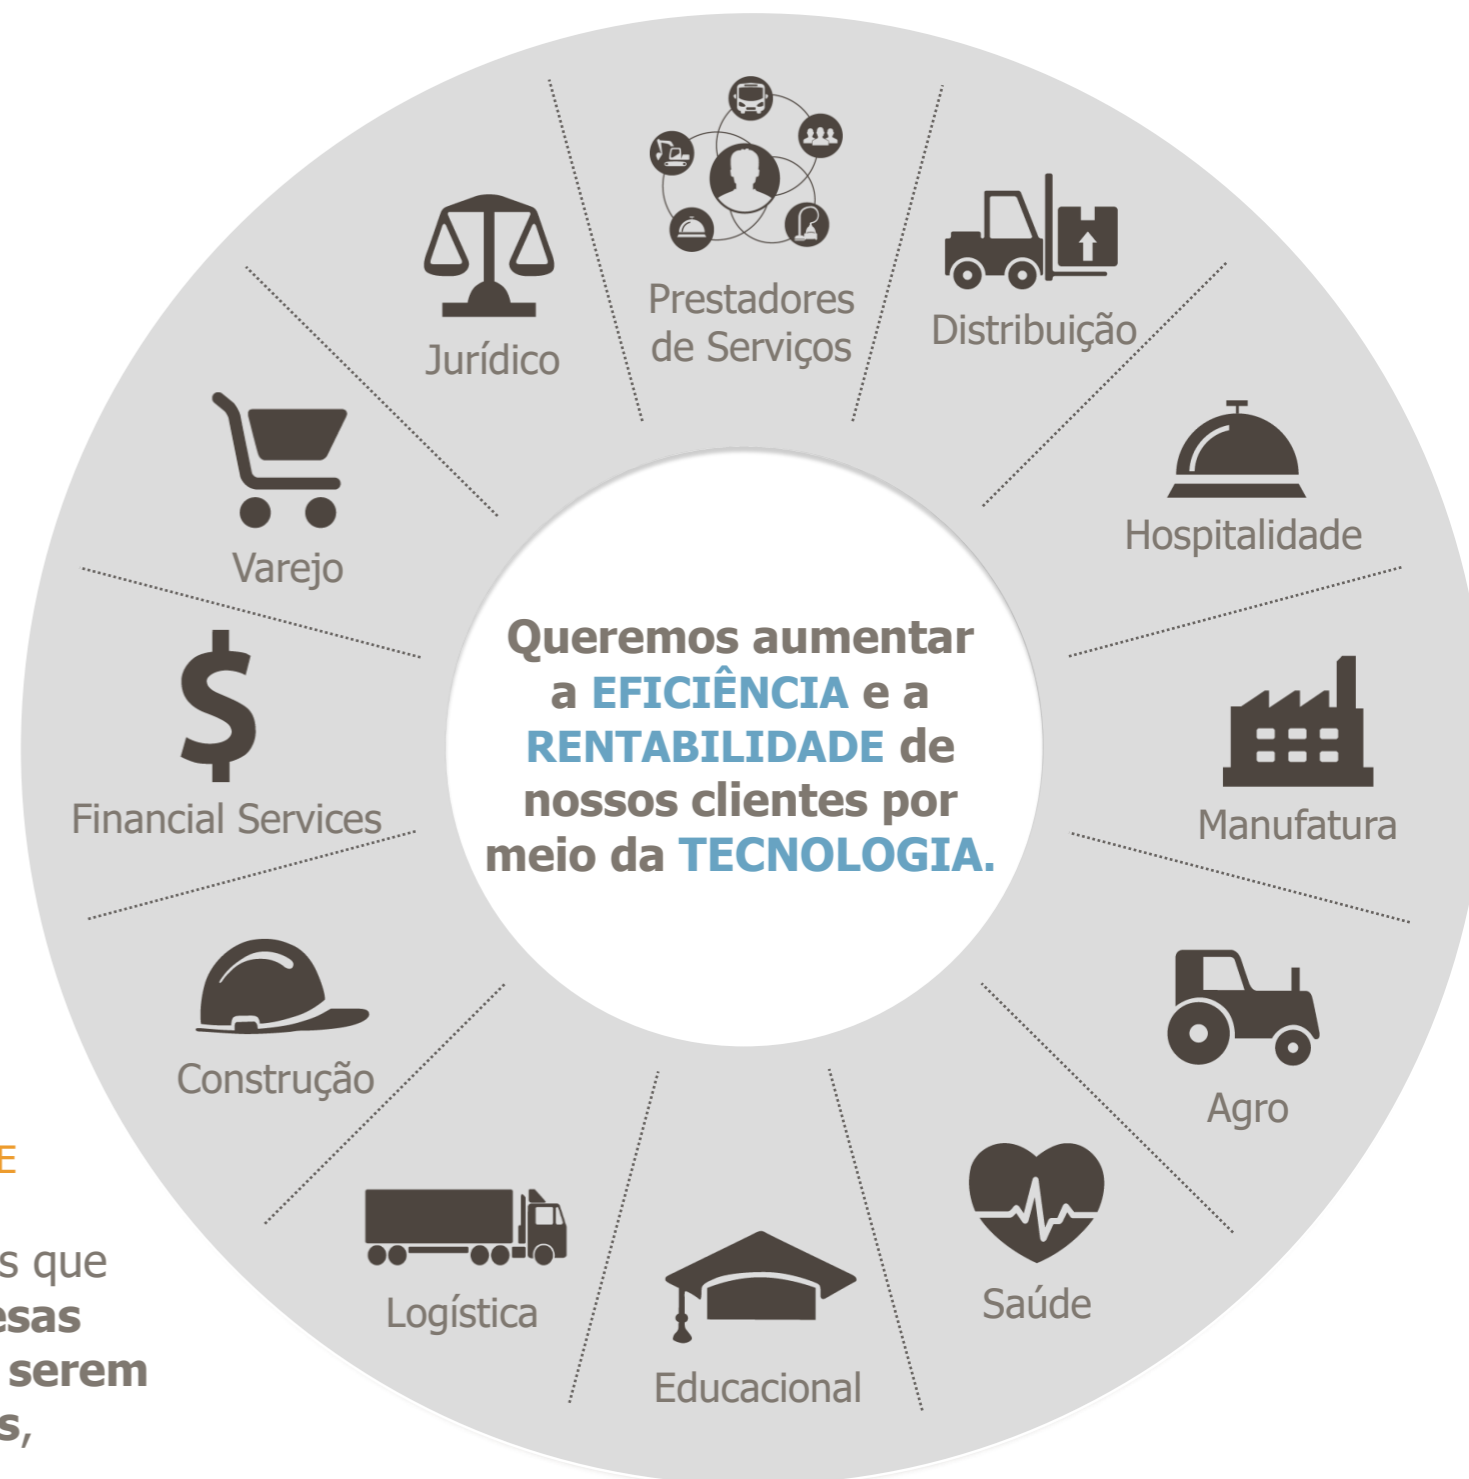 Prestadores
de Serviços
Distribuição
Jurídico
Hospitalidade
Varejo
Queremos aumentar
a EFICIÊNCIA e a
RENTABILIDADE de
nossos clientes por
meio da TECNOLOGIA.
Financial Services
Manufatura
Construção
Agro
Logística
Saúde
Educacional
E
s que
esas
serem
s,